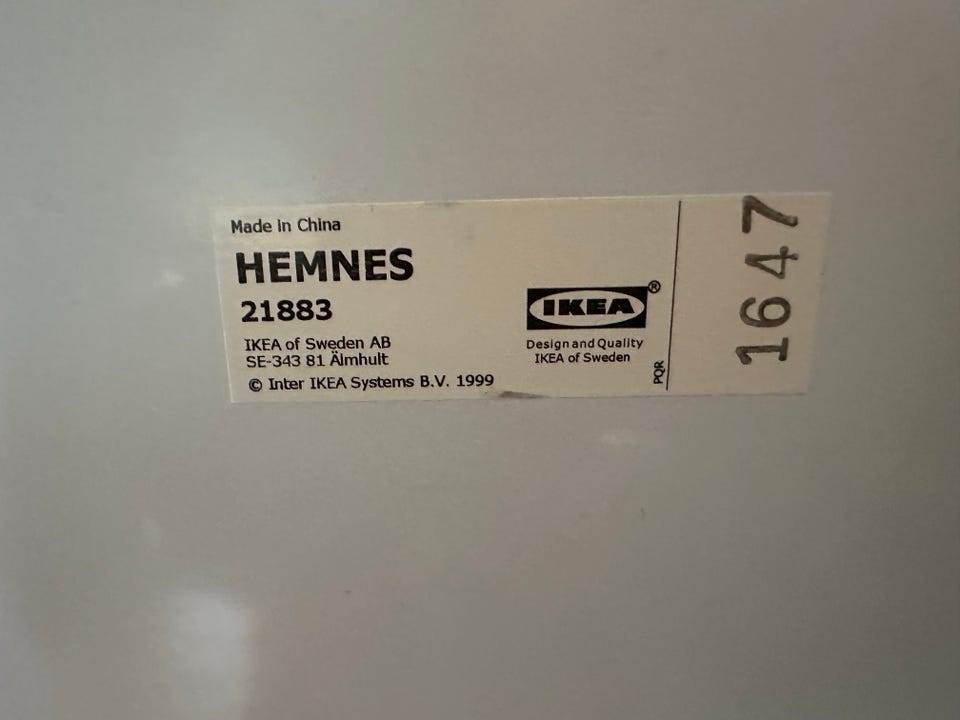 Made in China
HEMNES
21883
IKEA of Sweden AB
SE-343 81 Älmhult
© Inter IKEA Systems B.V. 1999
IKEA®
Design and Quality
IKEA of Sweden
PQR
1647